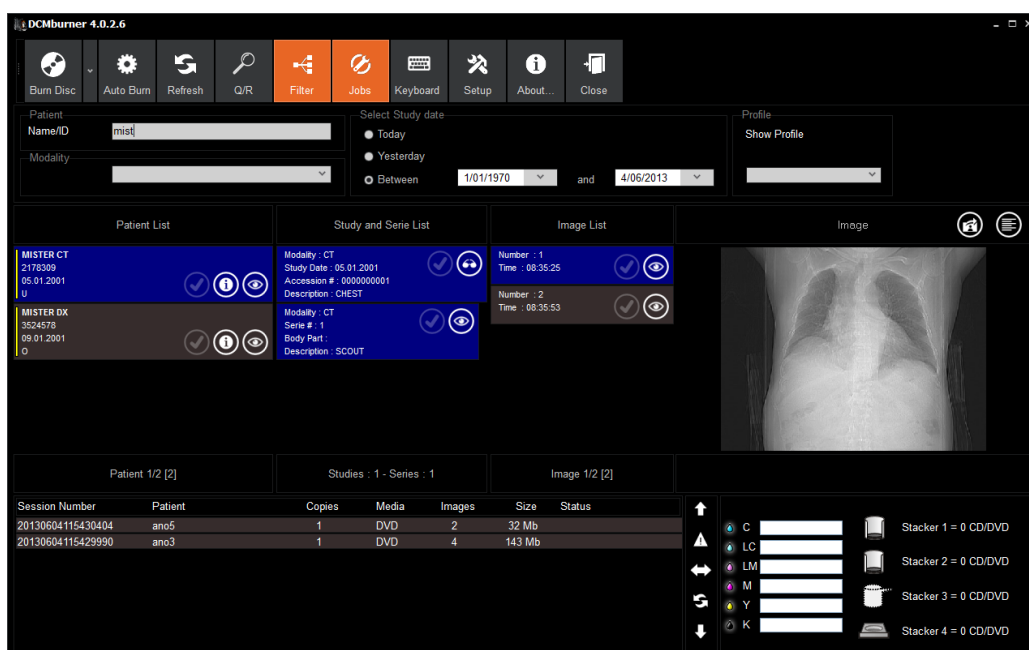 DCMburner 4.0.2.6
Burn Disc
Auto Burn
Refresh
Q/R
Filter
Jobs
Keyboard
Setup
About...
Close
Patient
Name/ID
mist
Modality
Select Study date
Today
Yesterday
Between
1/01/1970
and
4/06/2013
Profile
Show Profile
Patient List
Study and Serie List
Image List
Image
MISTER CT
2178309
05.01.2001
U
MISTER DX
3524578
09.01.2001
O
Modality : CT
Study Date : 05.01.2001
Accession # : 0000000001
Description : CHEST
Modality : CT
Serie # : 1
Body Part :
Description : SCOUT
Number : 1
Time : 08:35:25
Number : 2
Time : 08:35:53
Patient 1/2 [2]
Studies : 1 - Series : 1
Image 1/2 [2]
Session Number Patient Copies Media Images Size Status
20130604115430404 ano5 1 DVD 2 32 Mb
20130604115429990 ano3 1 DVD 4 143 Mb
C
LC
LM
M
Y
K
Stacker 1 = 0 CD/DVD
Stacker 2 = 0 CD/DVD
Stacker 3 = 0 CD/DVD
Stacker 4 = 0 CD/DVD